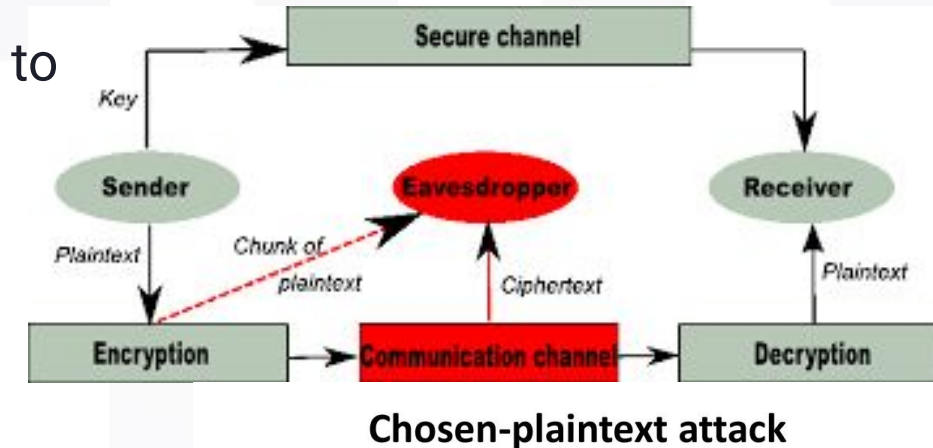 Secure channel
to
Key
Sender
Eavesdropper
Receiver
Plaintext
Chunk of
plaintext
Ciphertext
Plaintext
Encryption
Communication channel
Decryption
Chosen-plaintext attack